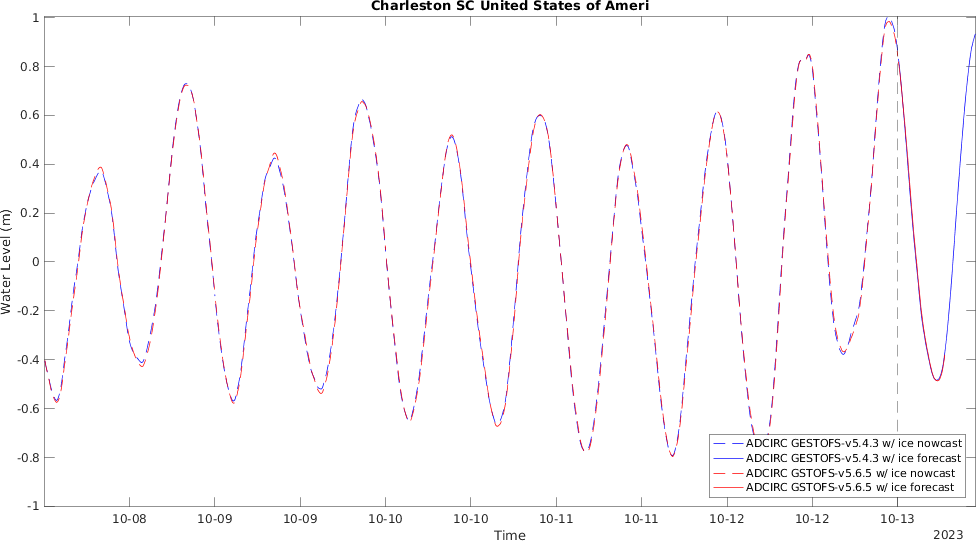 Charleston SC United States of Ameri
1
0.8
0.6
0.4
0.2
0
-0.2
-0.4
-0.6
-0.8
-1
Water Level (m)
ADCIRC GESTOFS-v5.4.3 w/ ice nowcast
ADCIRC GESTOFS-v5.4.3 w/ ice forecast
ADCIRC GSTOFS-v5.6.5 w/ ice nowcast
ADCIRC GSTOFS-v5.6.5 w/ ice forecast
10-08 10-09 10-09 10-10 10-10 10-11 10-11 10-12 10-12 10-13
Time
2023